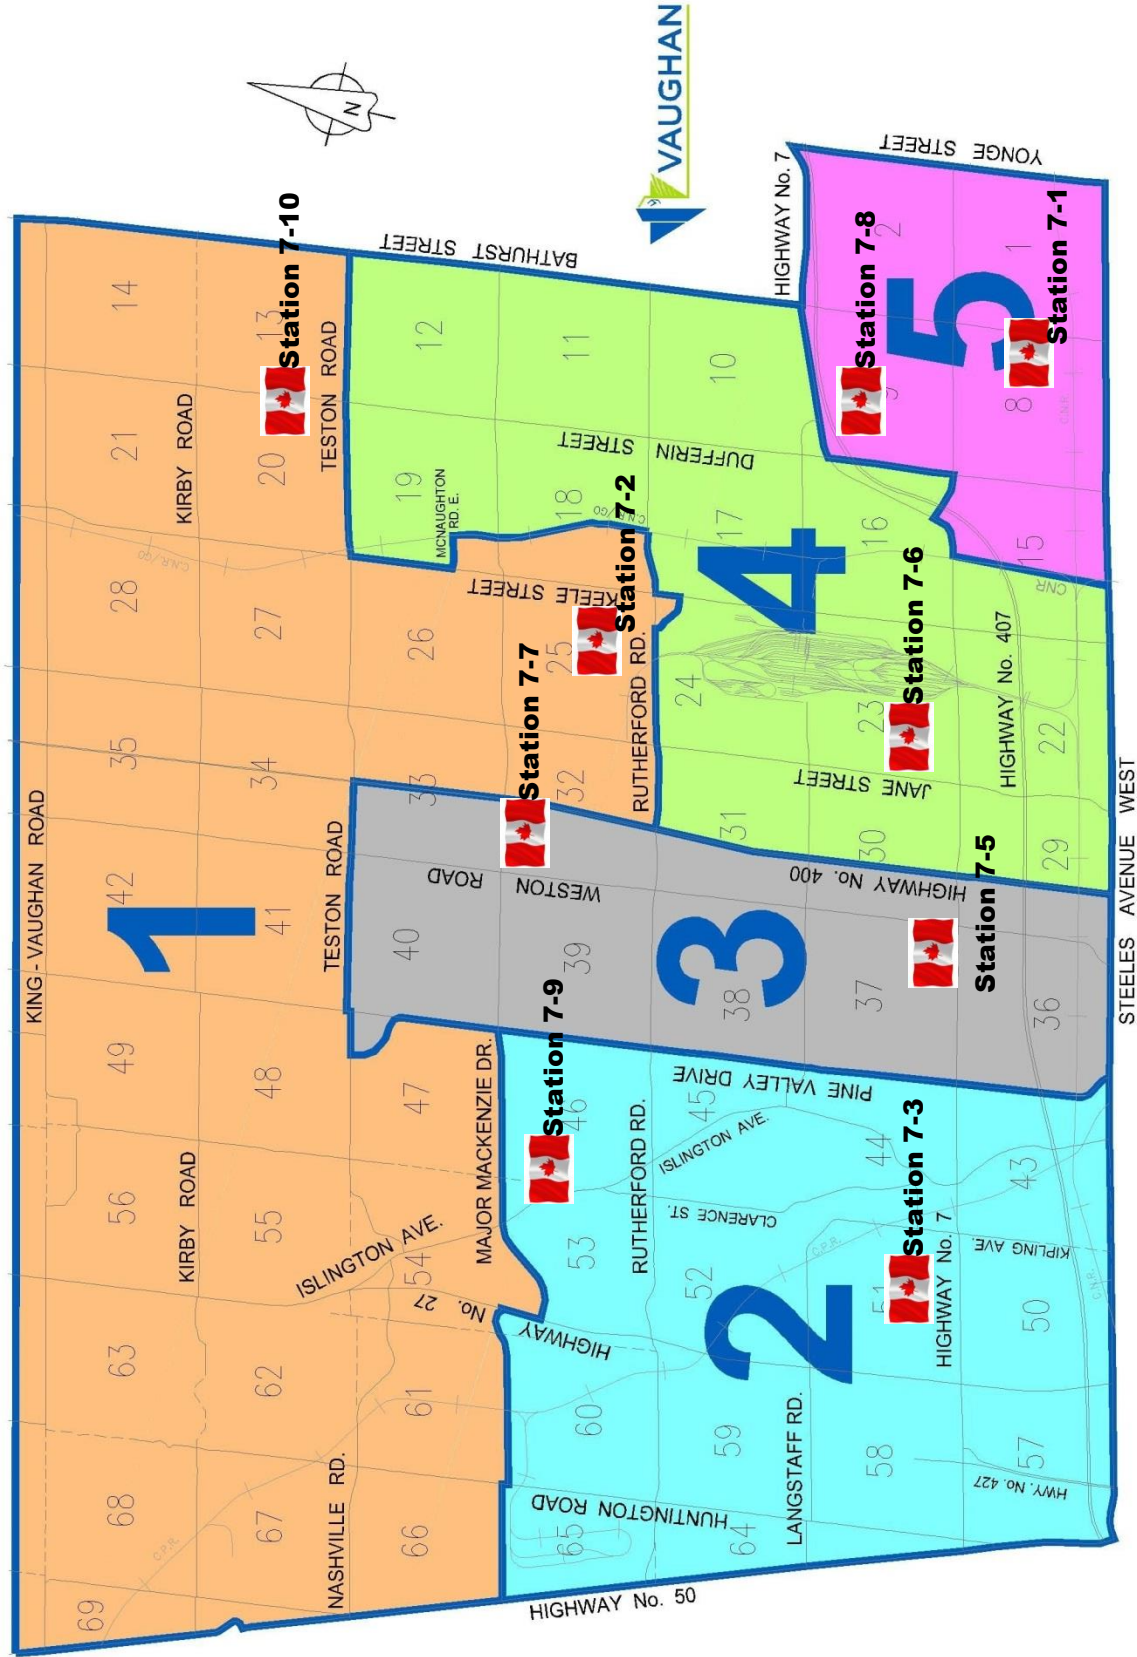 KING - VAUGHAN ROAD
69
68
63
56
49
42
35
28
21
14
1
KIRBY ROAD
KIRBY ROAD
C.P.R.
C.N.R./GO
67
62
55
48
41
34
27
20
13
Station 7-10
N
NASHVILLE RD.
ISLINGTON AVE.
TESTON ROAD
TESTON ROAD
66
61
54
47
40
33
26
19
12
No. 27
MCNAUGHTON
RD. E.
MAJOR MACKENZIE DR.
WESTON ROAD
KEELE STREET
BATHURST STREET
Station 7-9
Station 7-7
65
60
53
46
39
32
25
18
11
HIGHWAY
HUNTINGTON ROAD
HIGHWAY No. 50
RUTHERFORD RD.
RUTHERFORD RD.
Station 7-2
C.N.R./GO
DUFFERIN STREET
VAUGHAN
64
59
52
45
38
31
24
17
10
ISLINGTON AVE.
CLARENCE ST.
PINE VALLEY DRIVE
2
3
4
LANGSTAFF RD.
C.P.R.
HIGHWAY No. 400
HIGHWAY No. 7
58
51
44
37
30
23
16
9
2
Station 7-3
Station 7-6
Station 7-8
JANE STREET
5
YONGE STREET
HIGHWAY No. 7
Station 7-5
HIGHWAY No. 407
KIPLING AVE.
HWY. No. 427
57
50
43
36
29
22
15
8
1
Station 7-1
C.N.R.
CNR
C.N.R.
STEELES AVENUE WEST